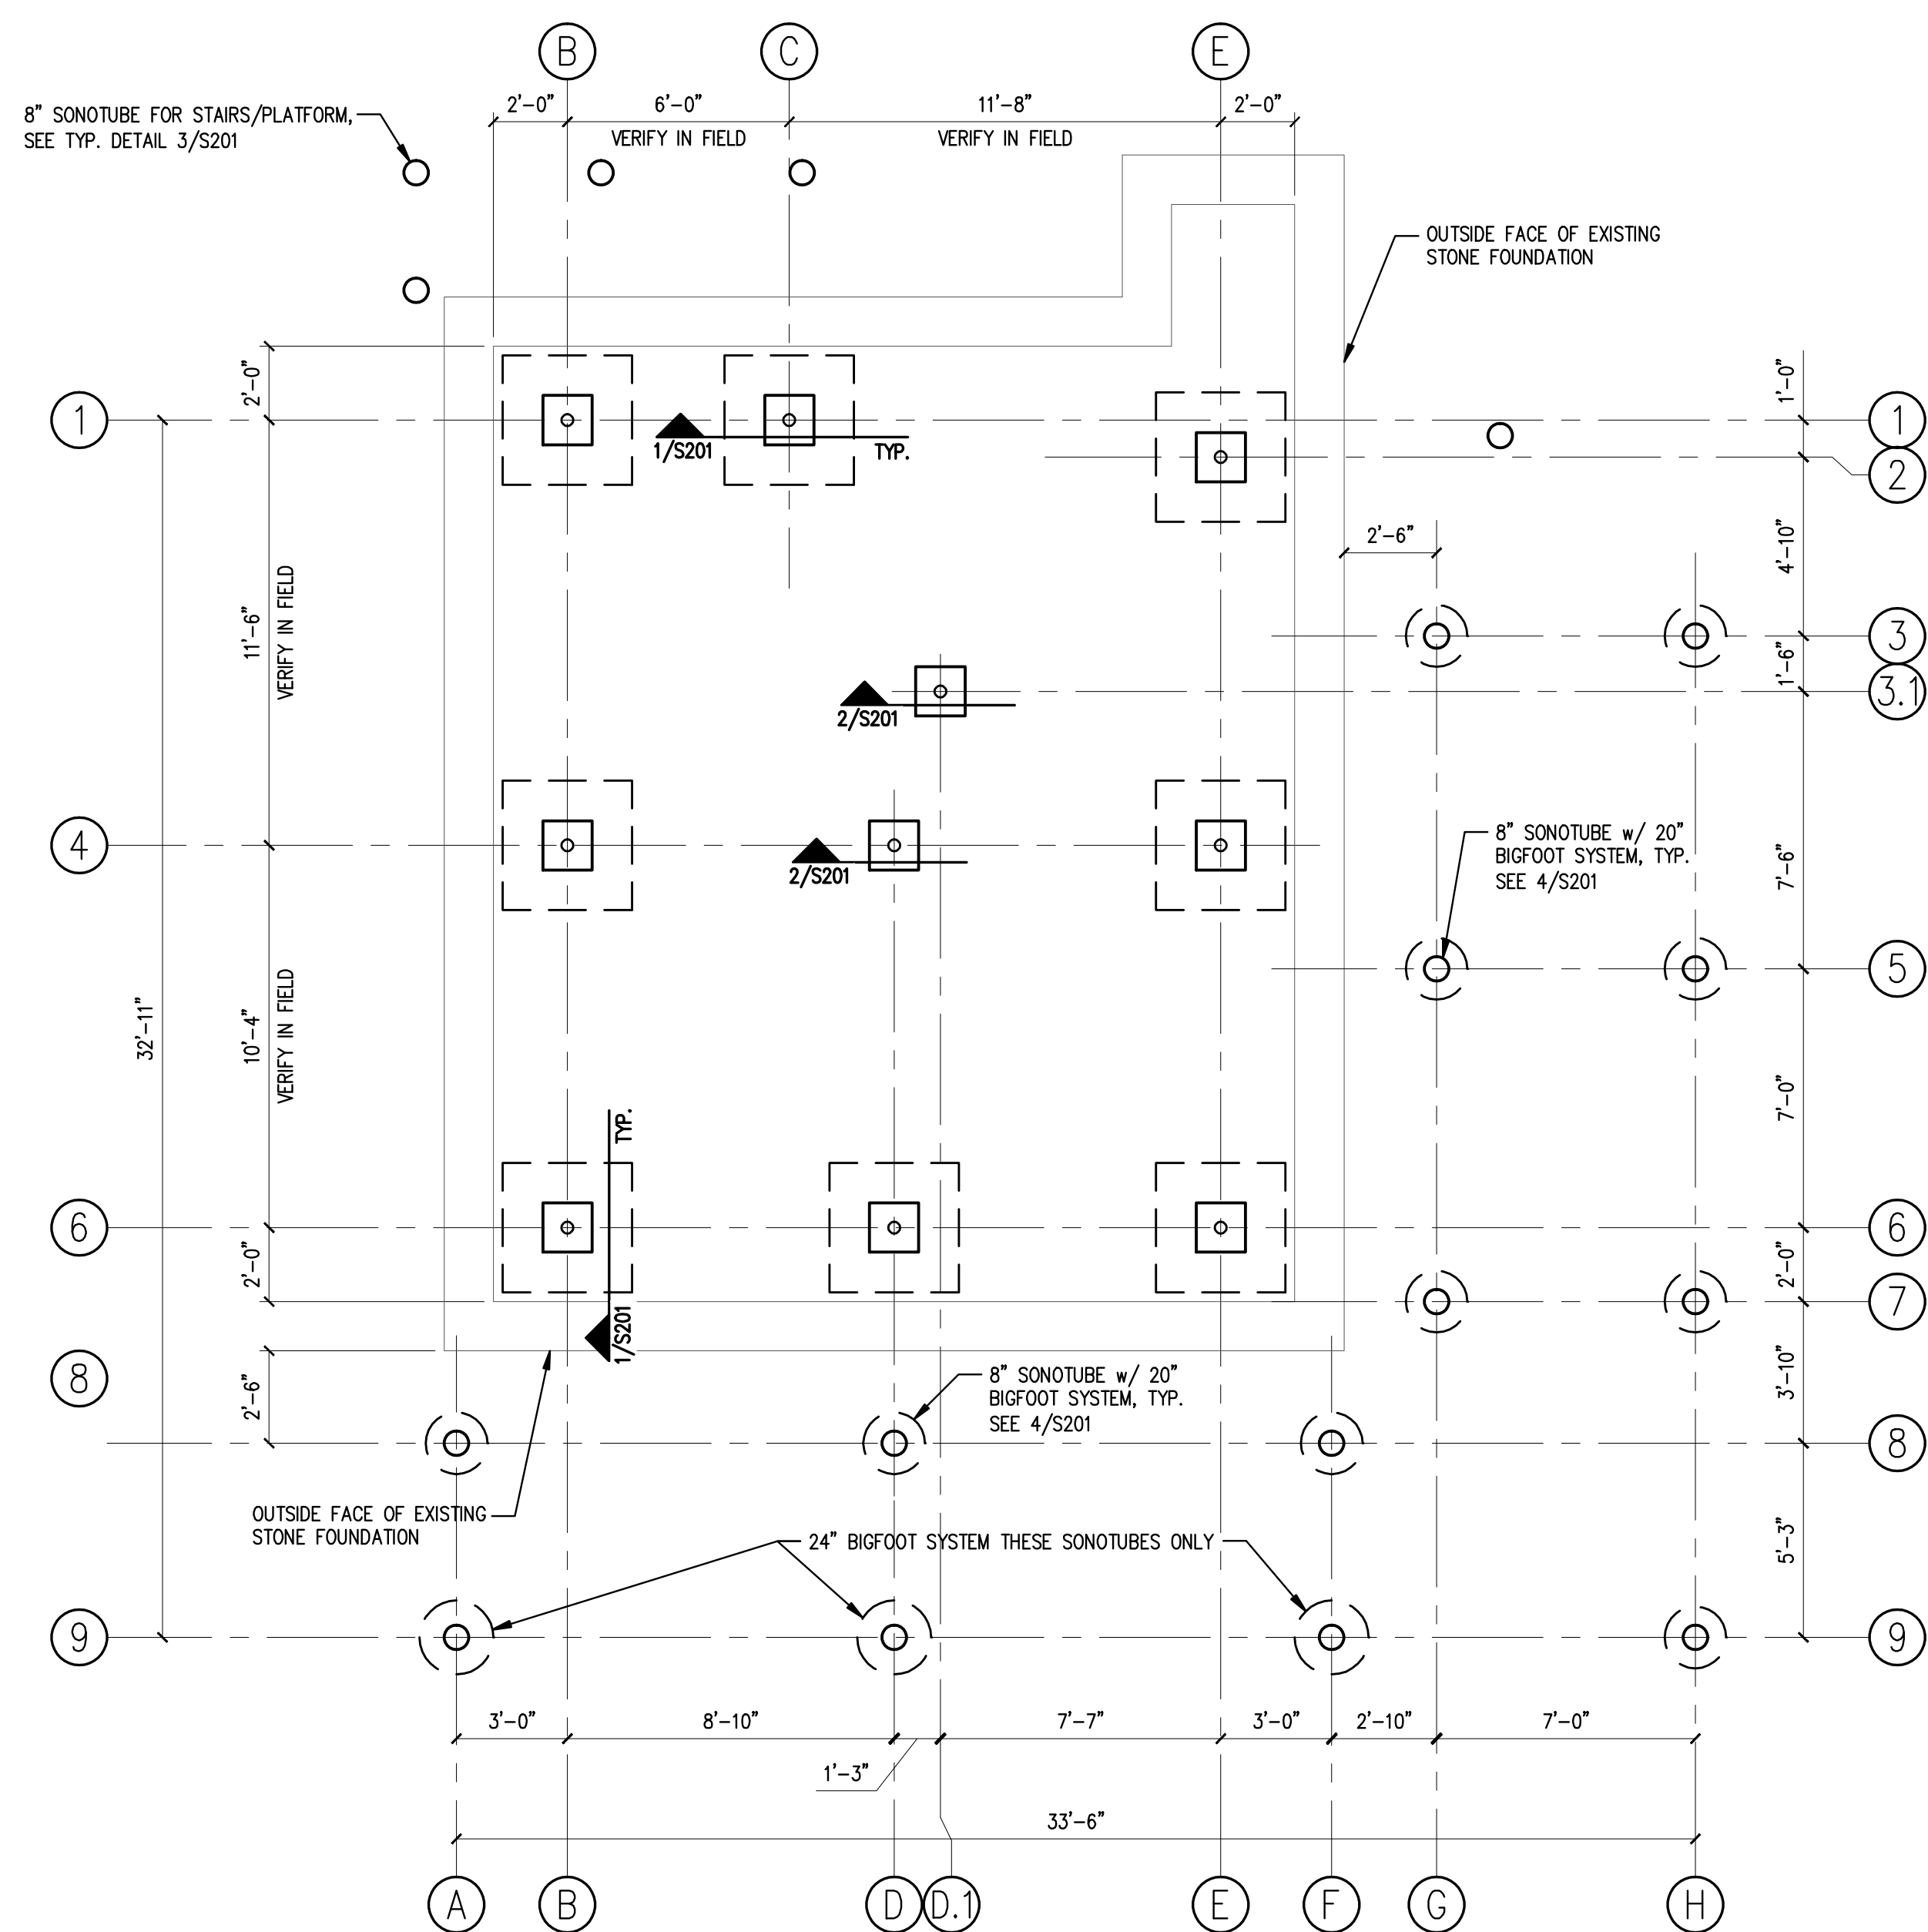 B
C
E
2'-0"
6'-0"
11'-8"
2'-0"
VERIFY IN FIELD
VERIFY IN FIELD
8" SONOTUBE FOR STAIRS/PLATFORM,
SEE TYP. DETAIL 3/S201
OUTSIDE FACE OF EXISTING
STONE FOUNDATION
2'-0"
1'-0"
1
1
1/S201
TYP.
2
2'-6"
4'-10"
11'-6"
VERIFY IN FIELD
3
1'-6"
3.1
2/S201
4
2/S201
8" SONOTUBE w/ 20"
BIGFOOT SYSTEM, TYP.
SEE 4/S201
7'-6"
5
32'-11"
10'-4"
VERIFY IN FIELD
7'-0"
TYP.
1/S201
6
6
2'-0"
2'-0"
7
8
2'-6"
8" SONOTUBE w/ 20"
BIGFOOT SYSTEM, TYP.
SEE 4/S201
3'-10"
8
OUTSIDE FACE OF EXISTING
STONE FOUNDATION
24" BIGFOOT SYSTEM THESE SONOTUBES ONLY
5'-3"
9
9
3'-0"
8'-10"
7'-7"
3'-0"
2'-10"
7'-0"
1'-3"
33'-6"
A
B
D
D.1
E
F
G
H